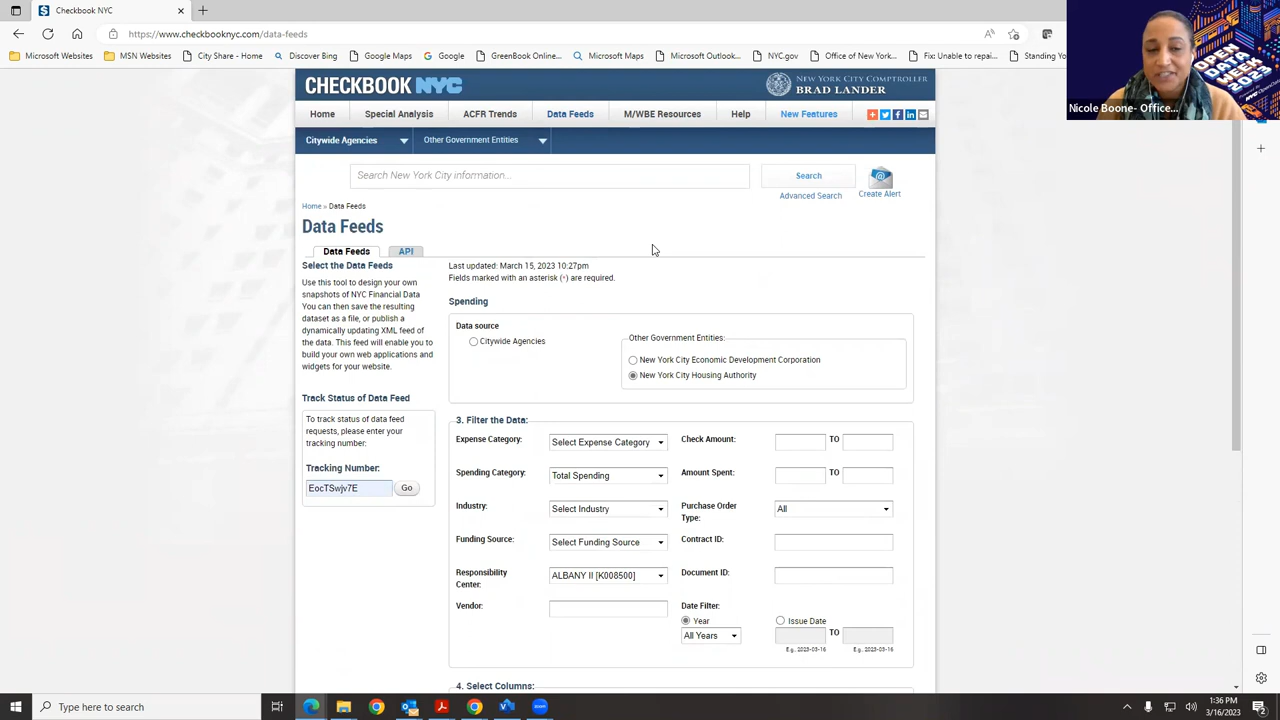 Checkbook NYC
https://www.checkbooknyc.com/data-feeds
Microsoft Websites
MSN Websites
City Share - Home
Discover Bing
Google Maps
Google
GreenBook Online...
Microsoft Maps
Microsoft Outlook...
NYC.gov
Office of New York...
Fix: Unable to repai...
Standing Yo
OPEN DATA WEEK 2023
Nicole Boone- Office...
CHECKBOOK NYC
NEW YORK CITY COMPTROLLER
BRAD LANDER
Home
Special Analysis
ACFR Trends
Data Feeds
M/WBE Resources
Help
New Features
Citywide Agencies
Other Government Entities
Search New York City information...
Search
Advanced Search
Create Alert
Home » Data Feeds
Data Feeds
Data Feeds
API
Select the Data Feeds
Use this tool to design your own
snapshots of NYC Financial Data
You can then save the resulting
dataset as a file, or publish a
dynamically updating XML feed of
the data. This feed will enable you to
build your own web applications and
widgets for your website.
Track Status of Data Feed
To track status of data feed
requests, please enter your
tracking number:
Tracking Number:
EocTSwjv7E
Go
Last updated: March 15, 2023 10:27pm
Fields marked with an asterisk (*) are required.
Spending
Data source
Citywide Agencies
Other Government Entities:
New York City Economic Development Corporation
New York City Housing Authority
3. Filter the Data:
Expense Category:
Select Expense Category
Check Amount:
TO
Spending Category:
Total Spending
Amount Spent:
TO
Industry:
Select Industry
Purchase Order
Type:
All
Funding Source:
Select Funding Source
Contract ID:
Responsibility
Center:
ALBANY II [K008500]
Document ID:
Vendor:
Date Filter:
Year
Issue Date
All Years
TO
E.g., 2023-03-16
E.g., 2023-03-16
4. Select Columns:
Type here to search
1:36 PM
3/16/2023